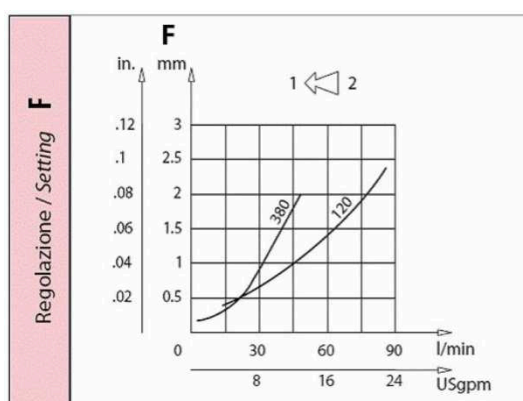 Regolazione / Setting F
F
in. mm
1 2
.12 3
.1 2.5
.08 2
.06 1.5
.04 1
.02 0.5
380
120
0 30 60 90 l/min
8 16 24 USgpm